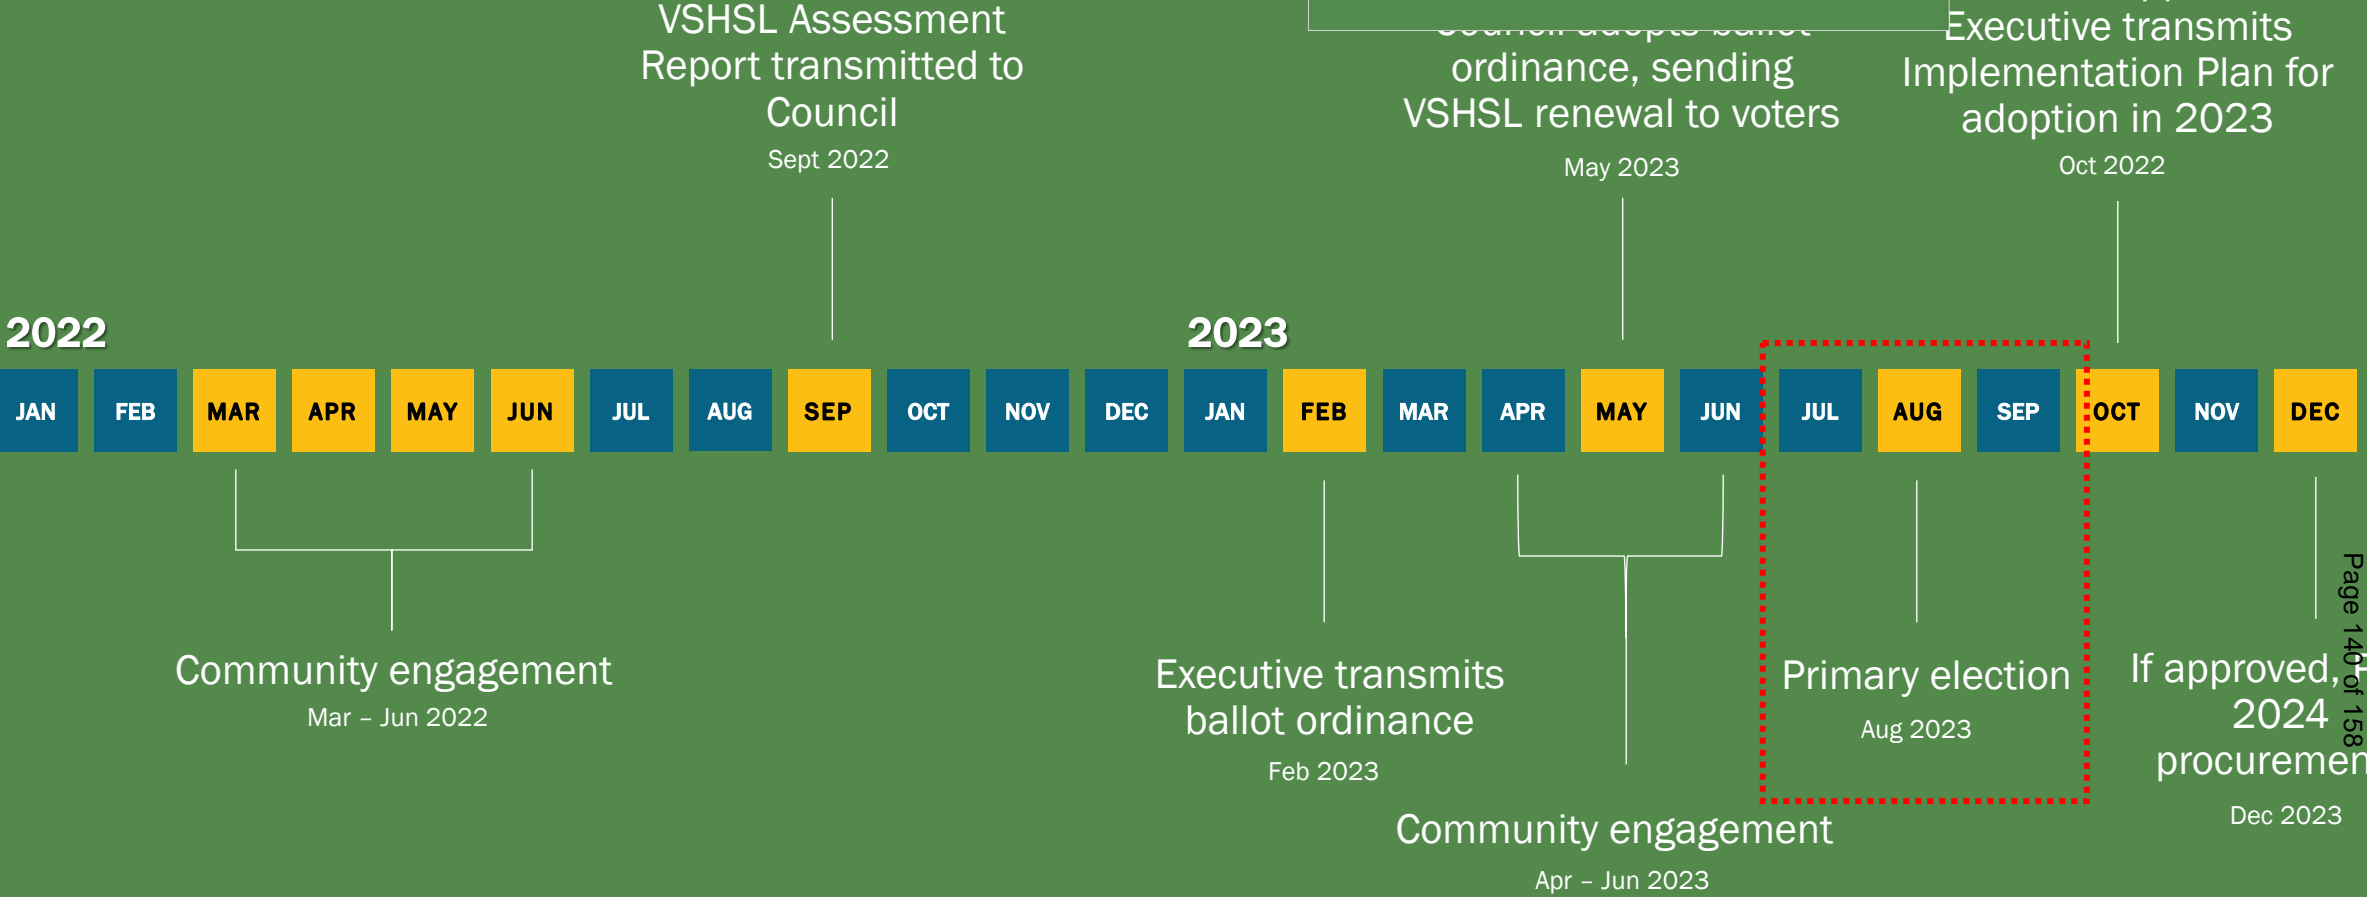 VSHSL Assessment
Report transmitted to
Council
Sept 2022
Council adopts ballot
ordinance, sending
VSHSL renewal to voters
May 2023
Executive transmits
Implementation Plan for
adoption in 2023
Oct 2022
2022
2023
JAN FEB MAR APR MAY JUN JUL AUG SEP OCT NOV DEC JAN FEB MAR APR MAY JUN JUL AUG SEP OCT NOV DEC
Community engagement
Mar – Jun 2022
Executive transmits
ballot ordinance
Feb 2023
Community engagement
Apr – Jun 2023
Primary election
Aug 2023
If approved,
2024
Dec 2023
Page 140 of 158